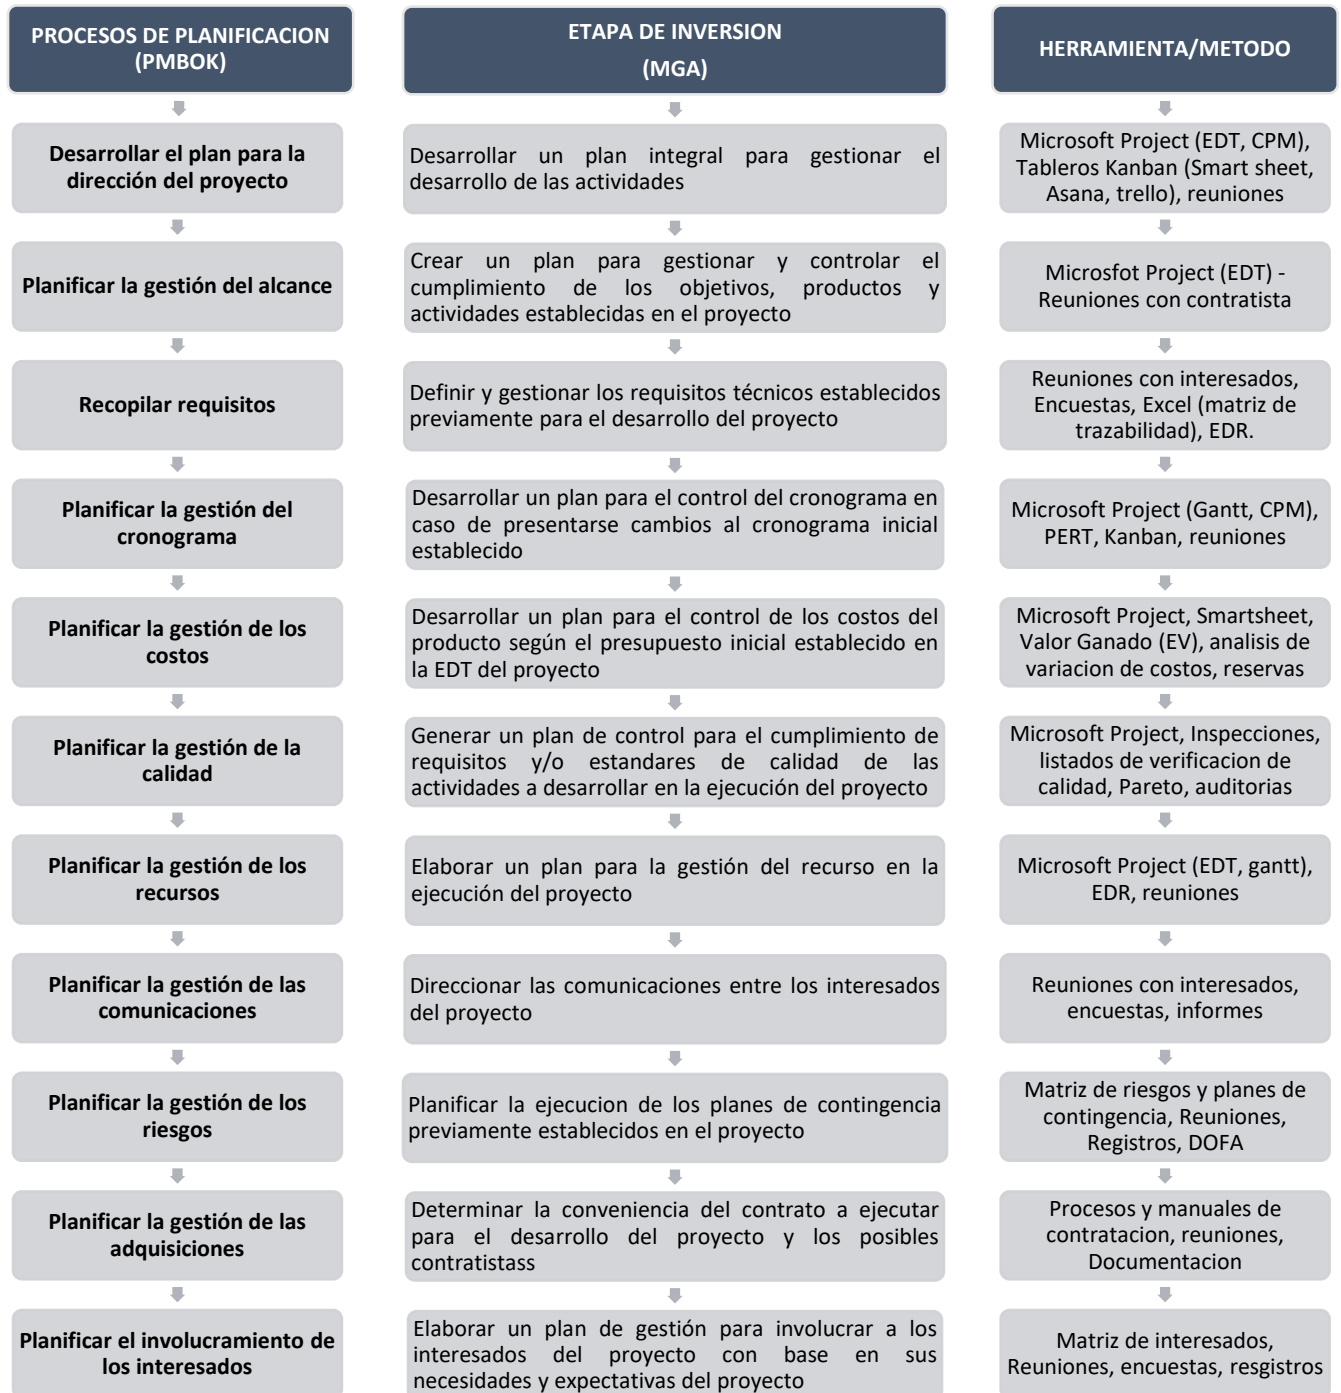 PROCESOS DE PLANIFICACION
(PMBOK)
ETAPA DE INVERSION
(MGA)
HERRAMIENTA/METODO
Desarrollar el plan para la
dirección del proyecto
Desarrollar un plan integral para gestionar el
desarrollo de las actividades
Microsoft Project (EDT, CPM),
Tableros Kanban (Smart sheet,
Asana, trello), reuniones
Planificar la gestión del alcance
Crear un plan para gestionar y controlar el
cumplimiento de los objetivos, productos y
actividades establecidas en el proyecto
Microsfot Project (EDT) -
Reuniones con contratista
Recopilar requisitos
Definir y gestionar los requisitos técnicos establecidos
previamente para el desarrollo del proyecto
Reuniones con interesados,
Encuestas, Excel (matriz de
trazabilidad), EDR.
Planificar la gestión del
cronograma
Desarrollar un plan para el control del cronograma en
caso de presentarse cambios al cronograma inicial
establecido
Microsoft Project (Gantt, CPM),
PERT, Kanban, reuniones
Planificar la gestión de los
costos
Desarrollar un plan para el control de los costos del
producto según el presupuesto inicial establecido en
la EDT del proyecto
Microsoft Project, Smartsheet,
Valor Ganado (EV), analisis de
variacion de costos, reservas
Planificar la gestión de la
calidad
Generar un plan de control para el cumplimiento de
requisitos y/o estandares de calidad de las
actividades a desarrollar en la ejecución del proyecto
Microsoft Project, Inspecciones,
listados de verificacion de
calidad, Pareto, auditorias
Planificar la gestión de los
recursos
Elaborar un plan para la gestión del recurso en la
ejecución del proyecto
Microsoft Project (EDT, gantt),
EDR, reuniones
Planificar la gestión de las
comunicaciones
Direccionar las comunicaciones entre los interesados
del proyecto
Reuniones con interesados,
encuestas, informes
Planificar la gestión de los
riesgos
Planificar la ejecucion de los planes de contingencia
previamente establecidos en el proyecto
Matriz de riesgos y planes de
contingencia, Reuniones,
Registros, DOFA
Planificar la gestión de las
adquisiciones
Determinar la conveniencia del contrato a ejecutar
para el desarrollo del proyecto y los posibles
contratistass
Procesos y manuales de
contratacion, reuniones,
Documentacion
Planificar el involucramiento de
los interesados
Elaborar un plan de gestión para involucrar a los
interesados del proyecto con base en sus
necesidades y expectativas del proyecto
Matriz de interesados,
Reuniones, encuestas, resgistros